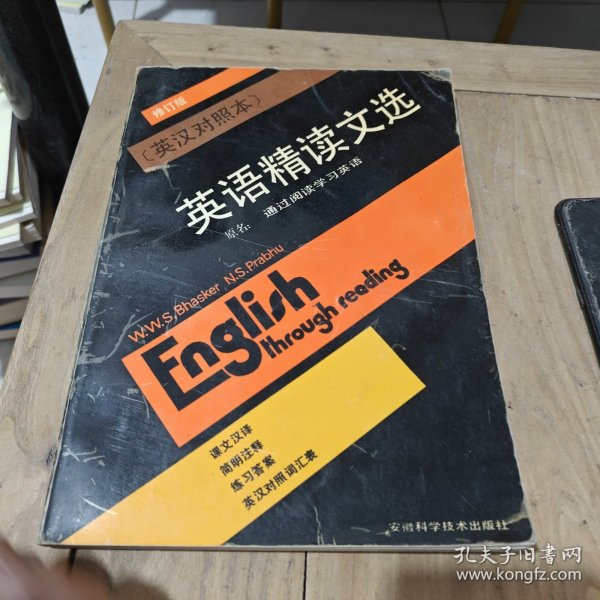 修订版
(英汉对照本)
英语精读文选
原名: 通过阅读学习英语
W.W.S.Bhasker N.S.Prabhu
English
through reading
课文汉译
简明注释
练习答案
英汉对照词汇表
安徽科学技术出版社
孔夫子旧书网
www.kongfz.com